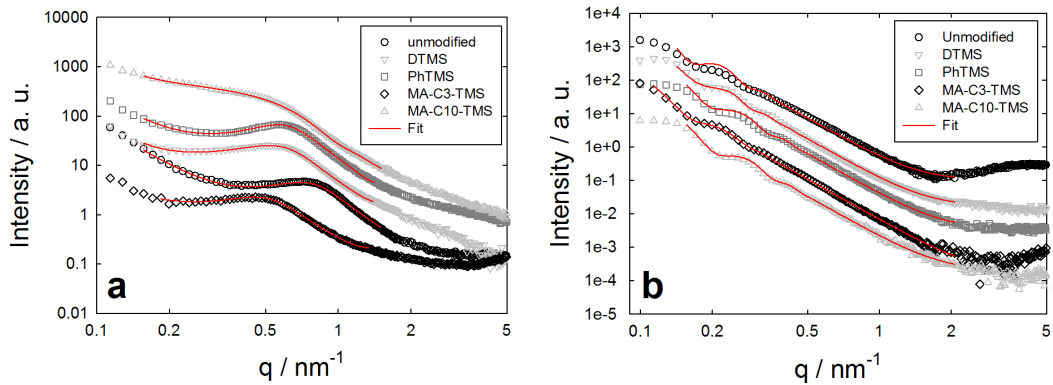 10000
1000
100
10
1
0.1
0.01
Intensity / a. u.
unmodified
DTMS
PhTMS
MA-C3-TMS
MA-C10-TMS
Fit
a
0.1 0.2 0.5 1 2 5
q / nm⁻¹
1e+4
1e+3
1e+2
1e+1
1e+0
1e-1
1e-2
1e-3
1e-4
1e-5
Intensity / a. u.
Unmodified
DTMS
PhTMS
MA-C3-TMS
MA-C10-TMS
Fit
b
0.1 0.2 0.5 1 2 5
q / nm⁻¹